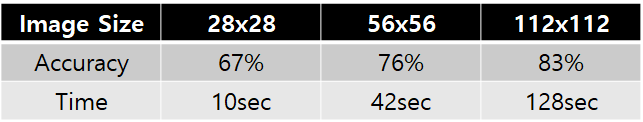 Image Size 28x28 56x56 112x112
Accuracy 67% 76% 83%
Time 10sec 42sec 128sec